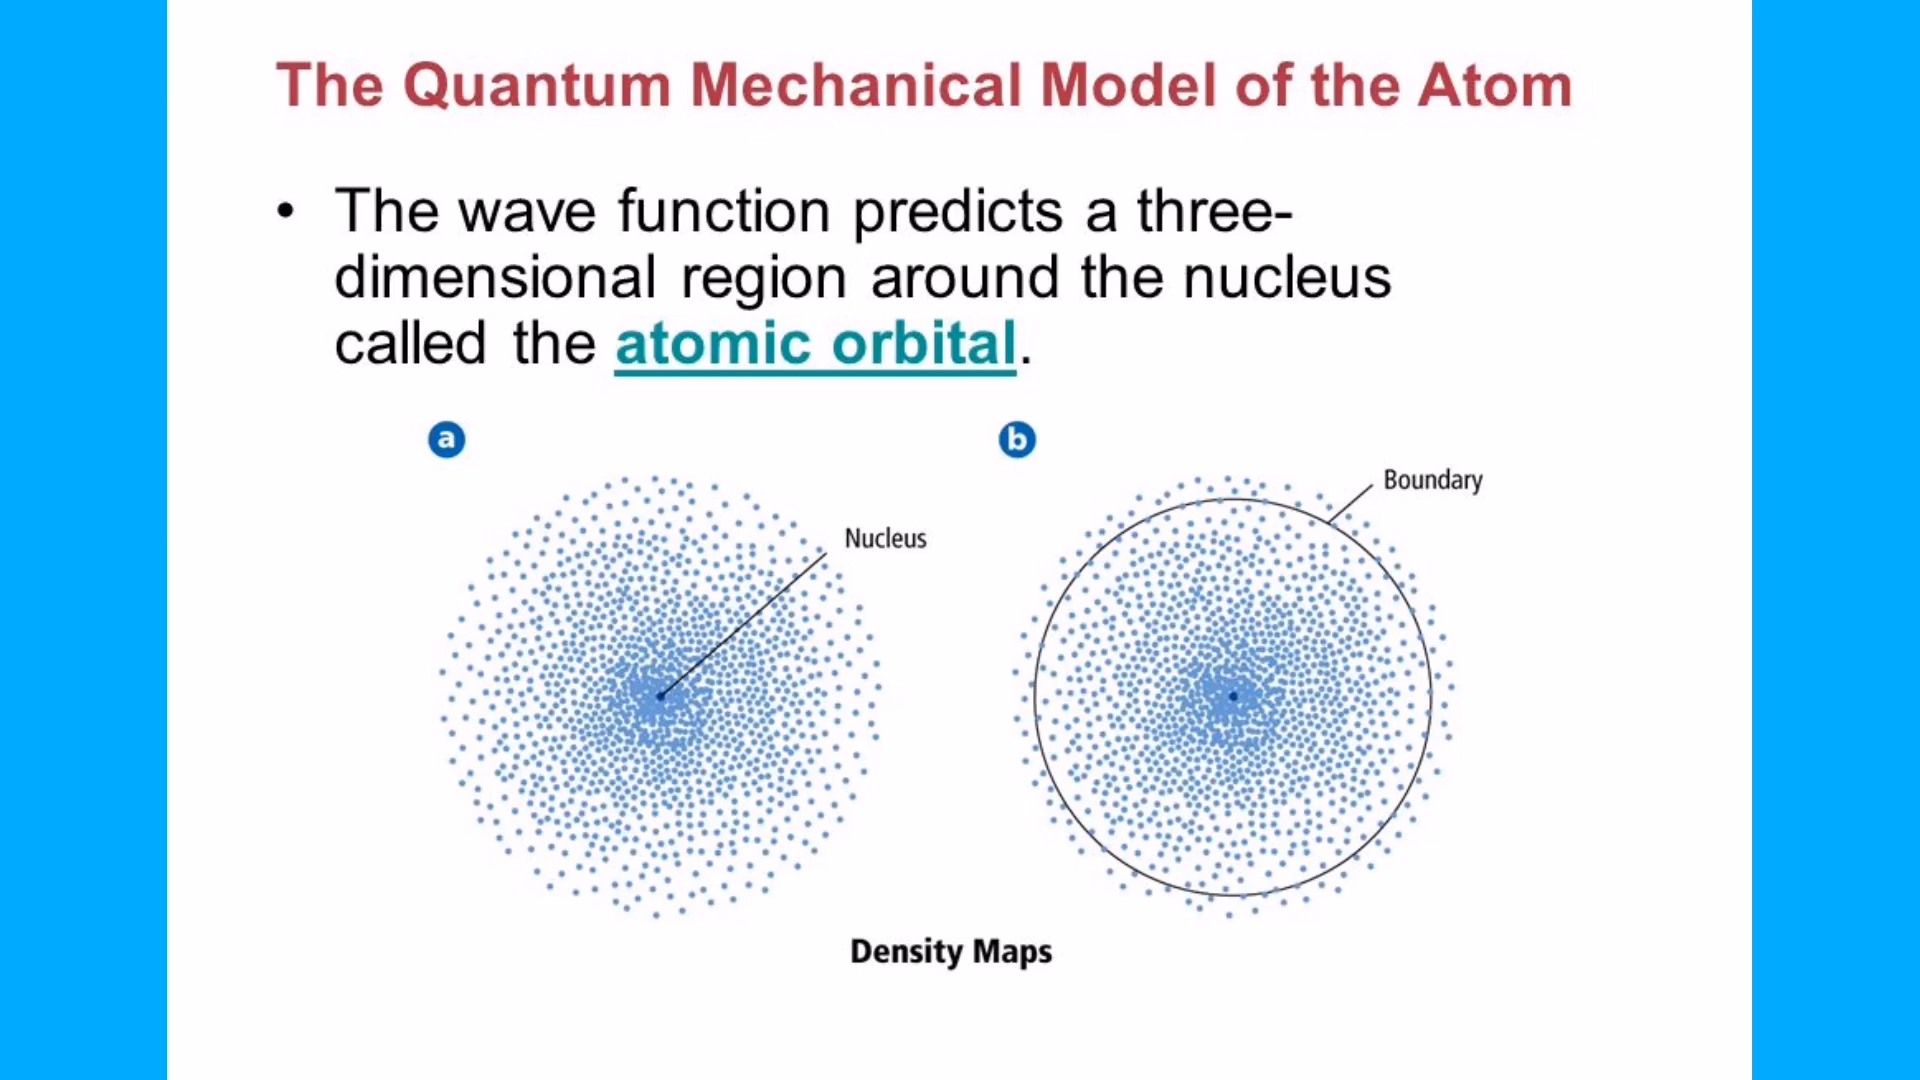 The Quantum Mechanical Model of the Atom
• The wave function predicts a three-
dimensional region around the nucleus
called the atomic orbital.
a
b
Boundary
Nucleus
Density Maps